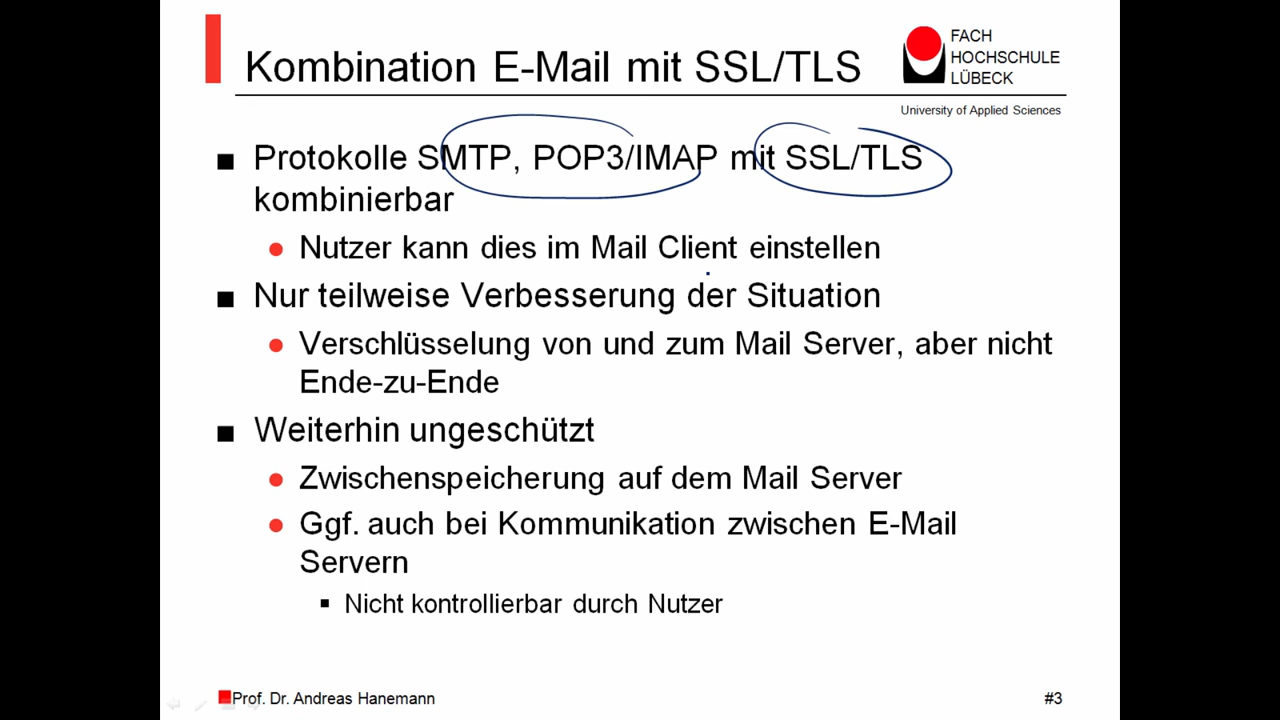 Kombination E-Mail mit SSL/TLS
FACH
HOCHSCHULE
LÜBECK
University of Applied Sciences
Protokolle SMTP, POP3/IMAP mit SSL/TLS
kombinierbar
Nutzer kann dies im Mail Client einstellen
Nur teilweise Verbesserung der Situation
Verschlüsselung von und zum Mail Server, aber nicht
Ende-zu-Ende
Weiterhin ungeschützt
Zwischenspeicherung auf dem Mail Server
Ggf. auch bei Kommunikation zwischen E-Mail
Servern
Nicht kontrollierbar durch Nutzer
Prof. Dr. Andreas Hanemann
#3